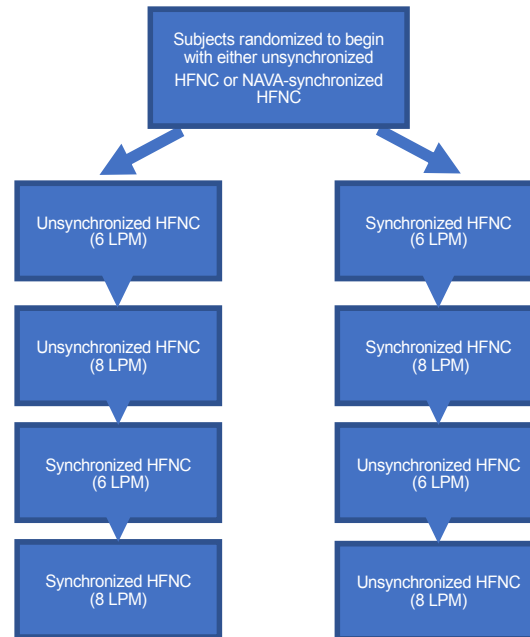 Subjects randomized to begin
with either unsynchronized
HFNC or NAVA-synchronized
HFNC
Unsynchronized HFNC
(6 LPM)
Unsynchronized HFNC
(8 LPM)
Synchronized HFNC
(6 LPM)
Synchronized HFNC
(8 LPM)
Synchronized HFNC
(6 LPM)
Synchronized HFNC
(8 LPM)
Unsynchronized HFNC
(6 LPM)
Unsynchronized HFNC
(8 LPM)